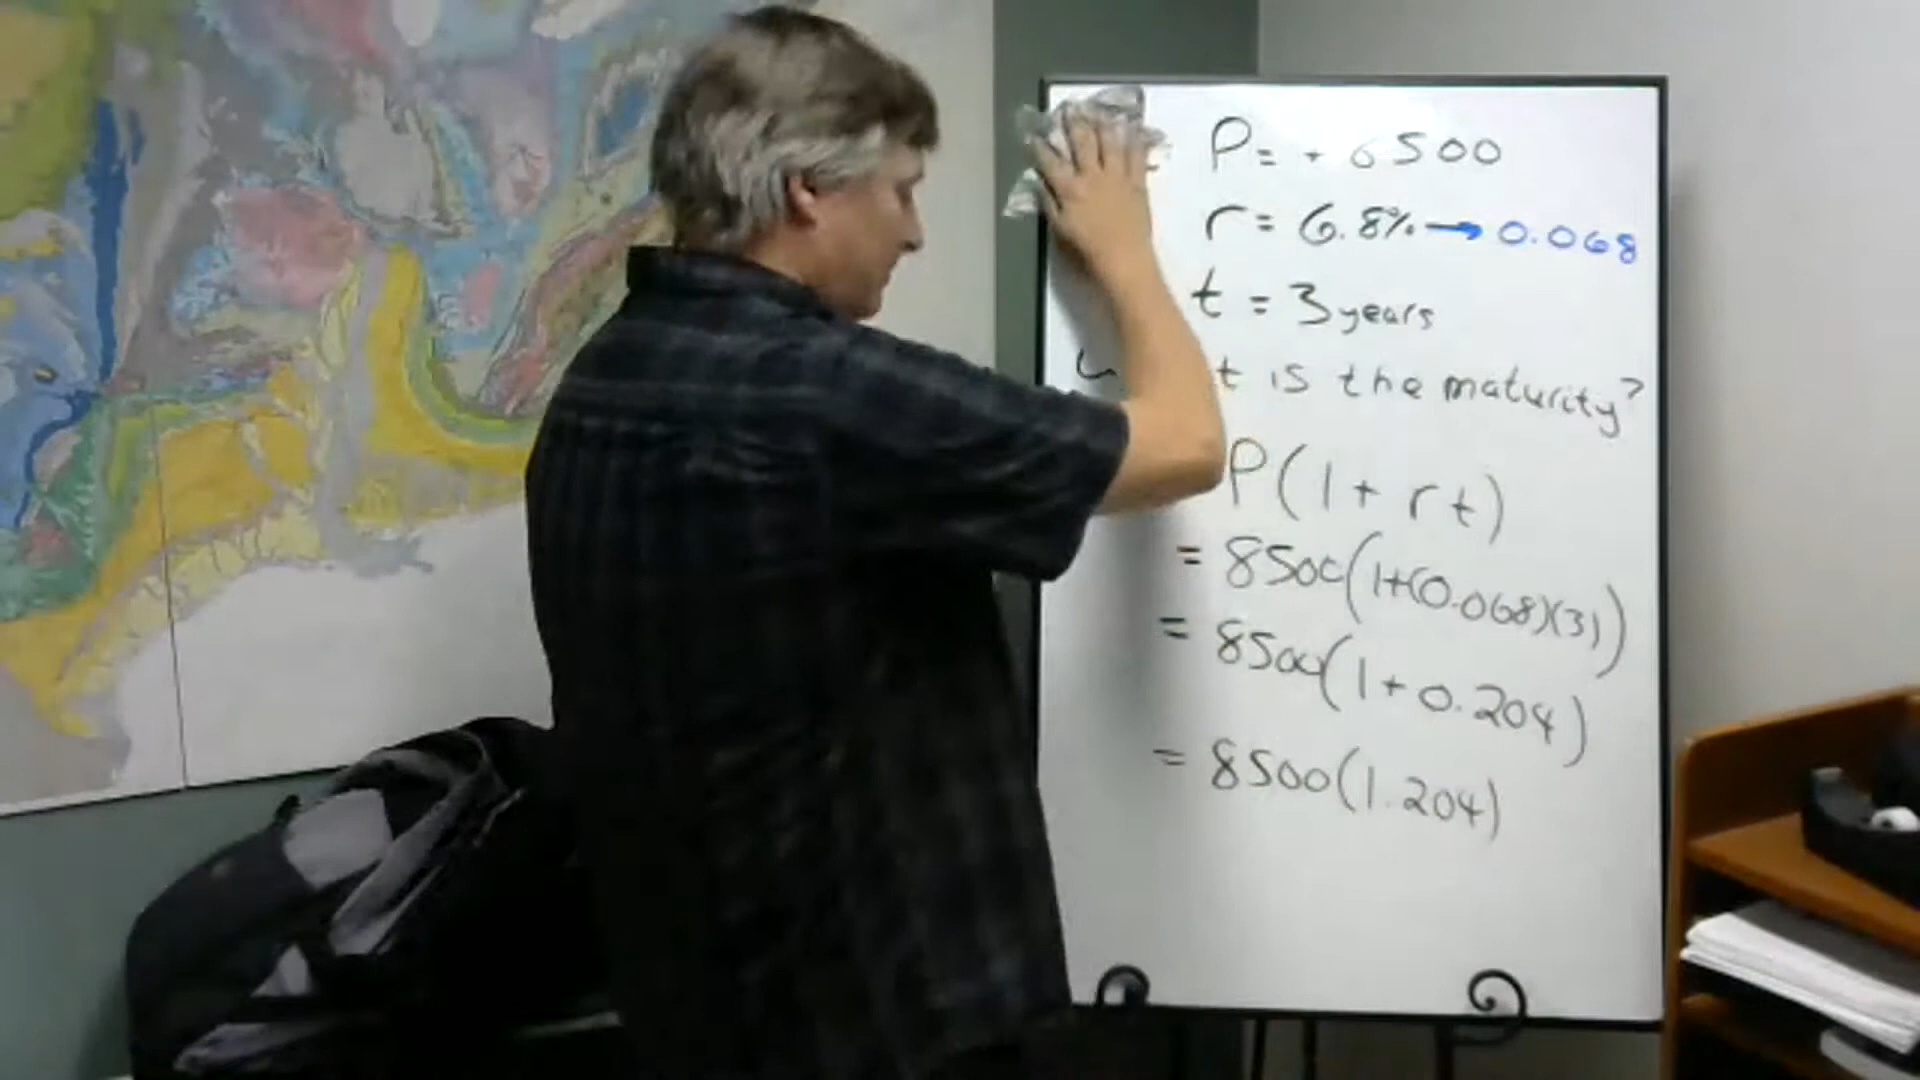 P = 6500
r = 6.8% → 0.068
t = 3 years
t is the maturity?
P(1 + rt)
= 8500(1+(0.068)(3))
= 8500(1 + 0.204)
= 8500(1.204)